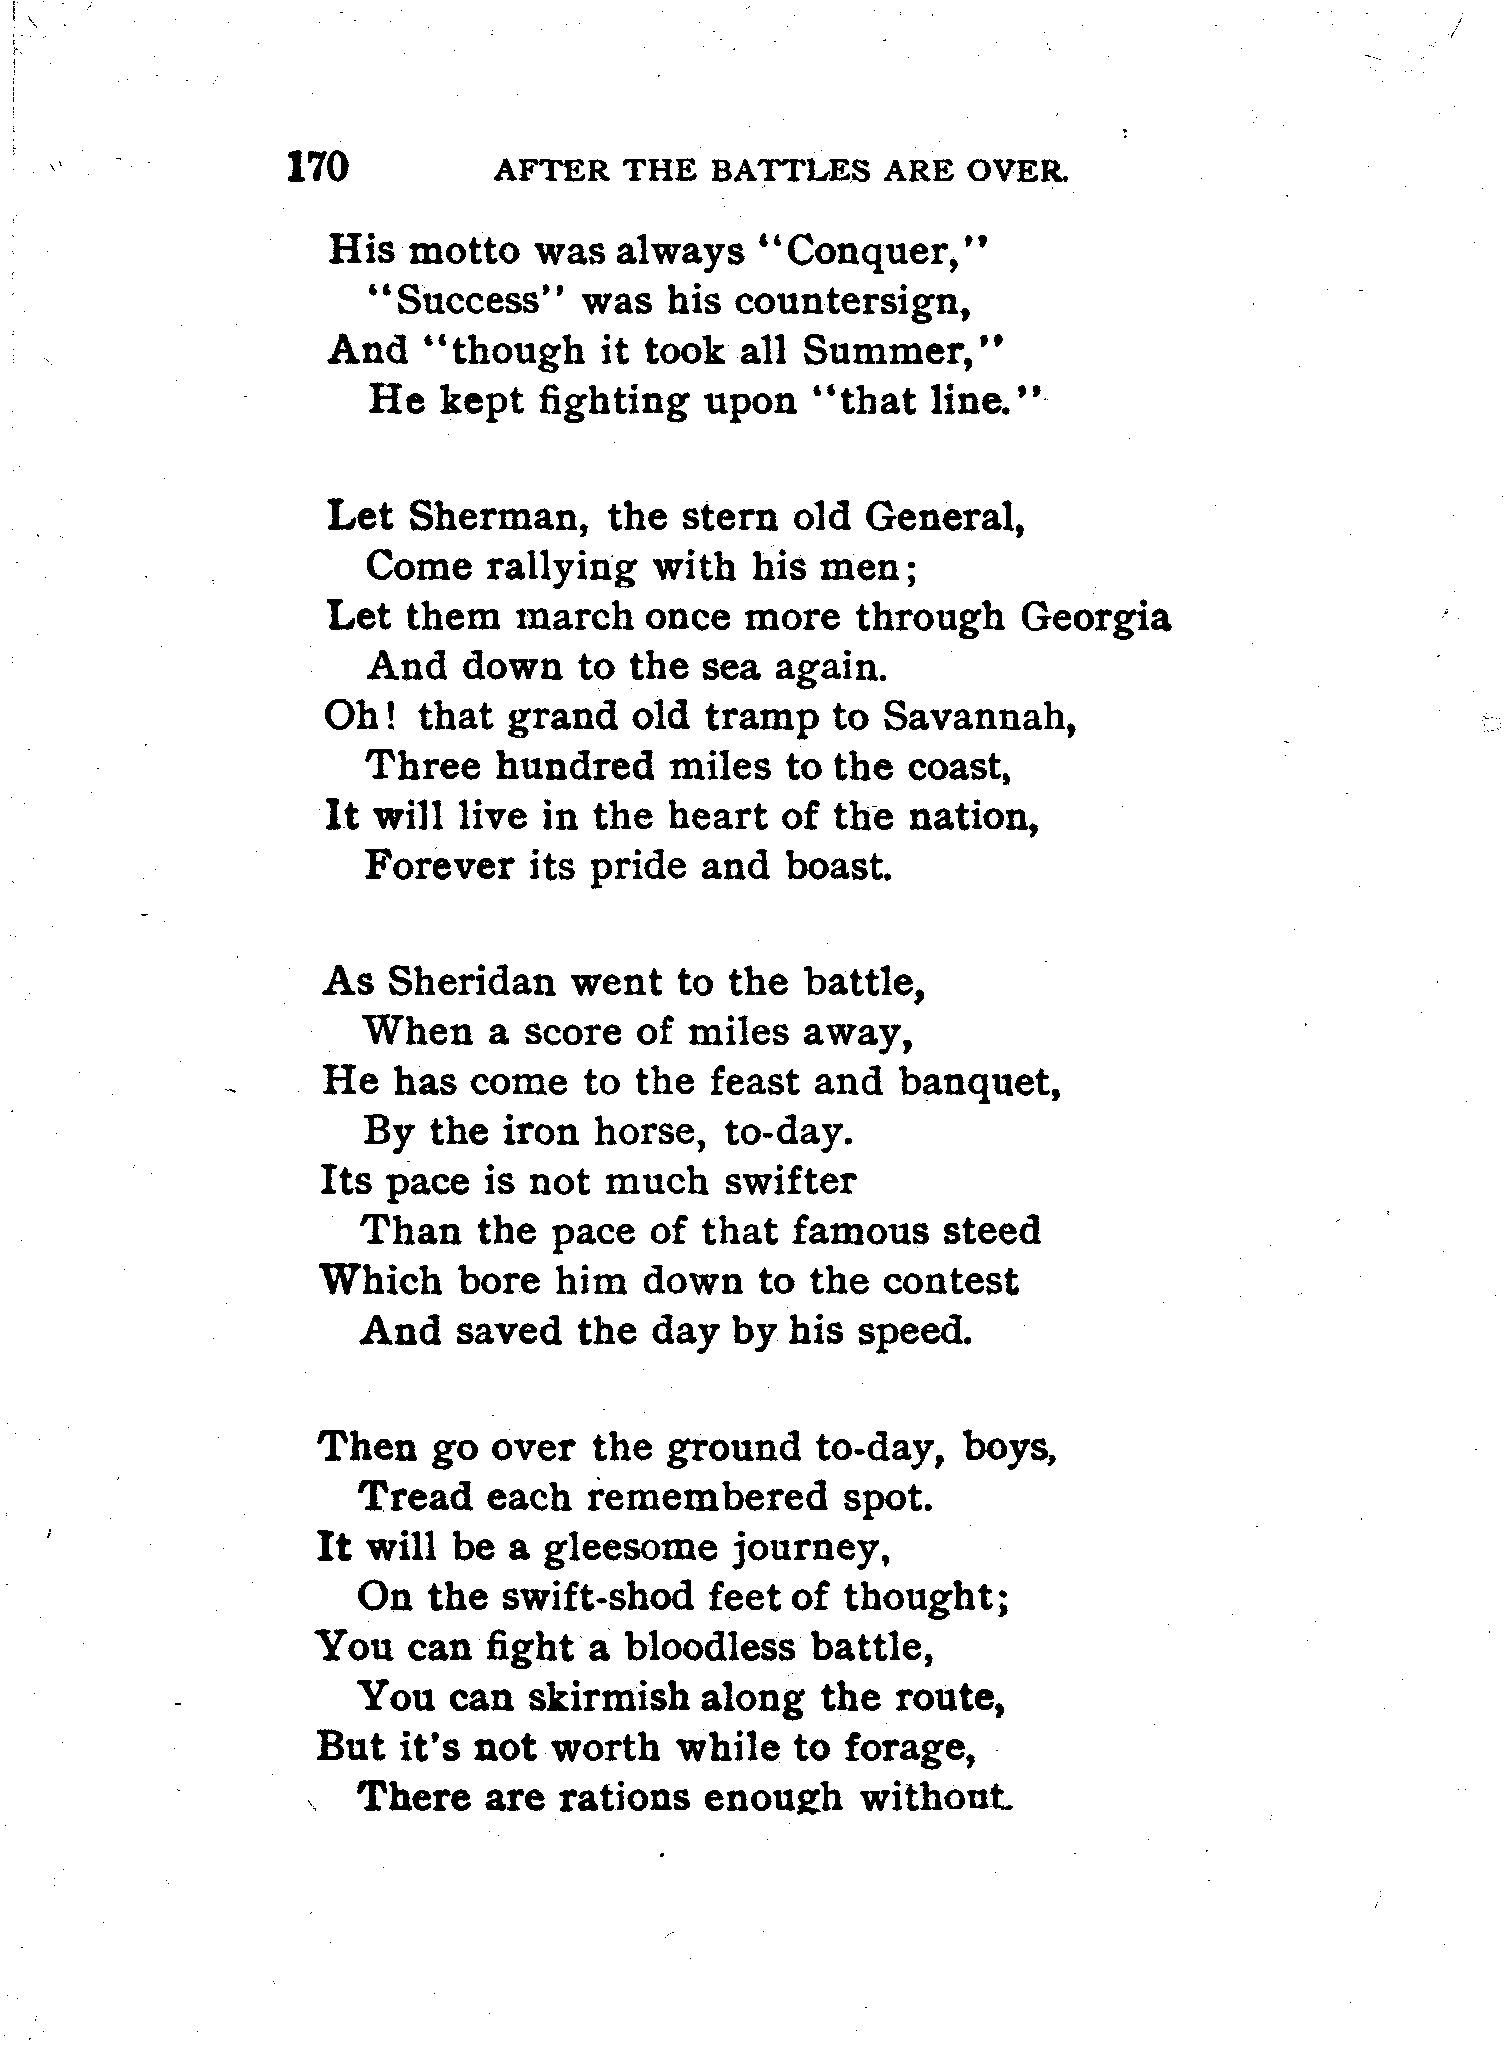 170 AFTER THE BATTLES ARE OVER.
His motto was always "Conquer,"
"Success" was his countersign,
And "though it took all Summer,"
He kept fighting upon "that line."
Let Sherman, the stern old General,
Come rallying with his men;
Let them march once more through Georgia
And down to the sea again.
Oh! that grand old tramp to Savannah,
Three hundred miles to the coast,
It will live in the heart of the nation,
Forever its pride and boast.
As Sheridan went to the battle,
When a score of miles away,
He has come to the feast and banquet,
By the iron horse, to-day.
Its pace is not much swifter
Than the pace of that famous steed
Which bore him down to the contest
And saved the day by his speed.
Then go over the ground to-day, boys,
Tread each remembered spot.
It will be a gleesome journey,
On the swift-shod feet of thought;
You can fight a bloodless battle,
You can skirmish along the route,
But it's not worth while to forage,
There are rations enough without.